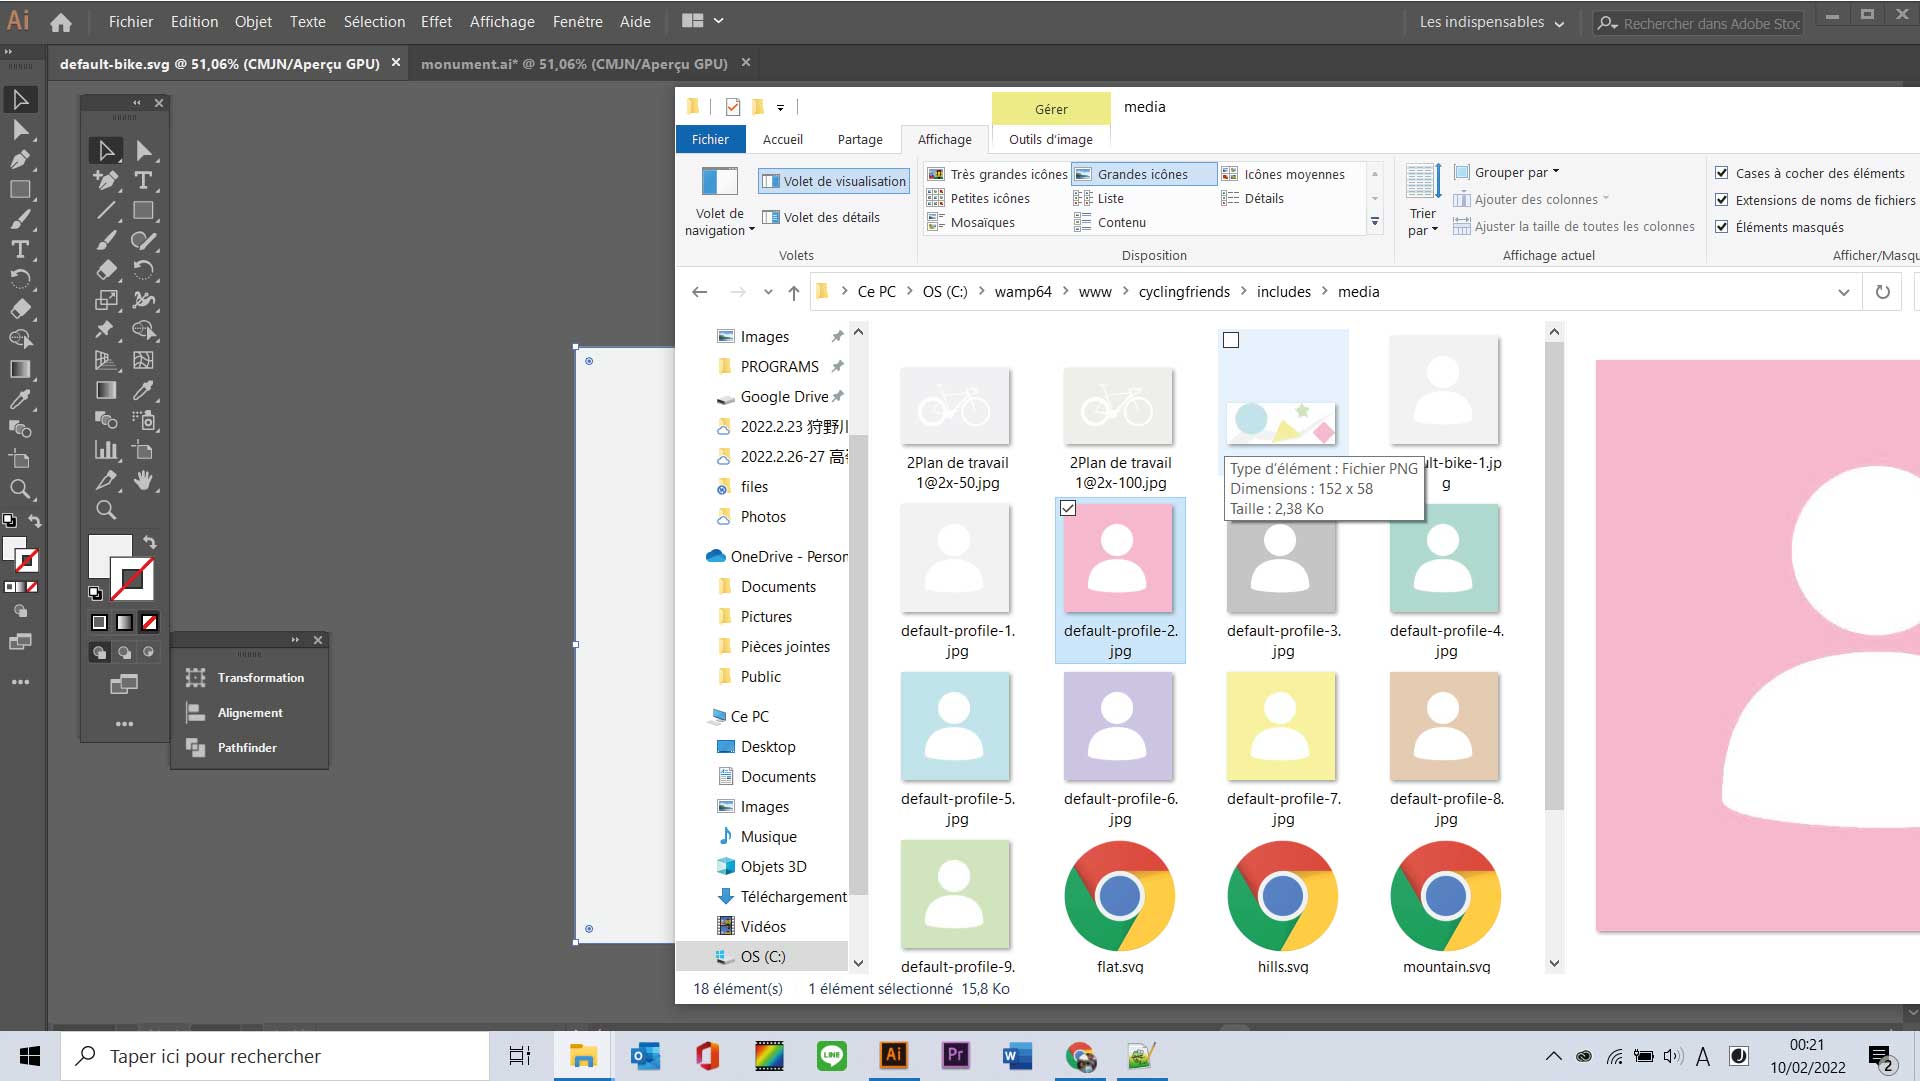 Ai Fichier Edition Objet Texte Sélection Effet Affichage Fenêtre Aide Les indispensables Rechercher dans Adobe Stoc
default-bike.svg @ 51,06% (CMJN/Aperçu GPU) × monument.ai* @ 51,06% (CMJN/Aperçu GPU) ×
Gérer media
Fichier Accueil Partage Affichage Outils d'image
Volet de navigation
Volet de visualisation
Volet des détails
Volets
Très grandes icônes Grandes icônes Icônes moyennes
Petites icônes Liste Détails
Mosaïques Contenu
Disposition
Trier par
Grouper par
Ajouter des colonnes
Ajuster la taille de toutes les colonnes
Affichage actuel
Cases à cocher des éléments
Extensions de noms de fichiers
Éléments masqués
Afficher/Masqu
Ce PC > OS (C:) > wamp64 > www > cyclingfriends > includes > media
Images
PROGRAMS
Google Drive
2022.2.23 狩野川
2022.2.26-27
files
Photos
OneDrive - Person
Documents
Pictures
Pièces jointes
Public
Ce PC
Desktop
Documents
Images
Musique
Objets 3D
Téléchargement
Vidéos
OS (C:)
2Plan de travail
1@2x-50.jpg
2Plan de travail
1@2x-100.jpg
Type d'élément : Fichier PNG
Dimensions : 152 x 58
Taille : 2,38 Ko
lt-bike-1.jp
g
default-profile-1.
jpg
default-profile-2.
jpg
default-profile-3.
jpg
default-profile-4.
jpg
default-profile-5.
jpg
default-profile-6.
jpg
default-profile-7.
jpg
default-profile-8.
jpg
default-profile-9.
flat.svg
hills.svg
mountain.svg
18 élément(s) 1 élément sélectionné 15,8 Ko
Transformation
Alignement
Pathfinder
Taper ici pour rechercher
LINE
Ai
Pr
A
00:21
10/02/2022
2